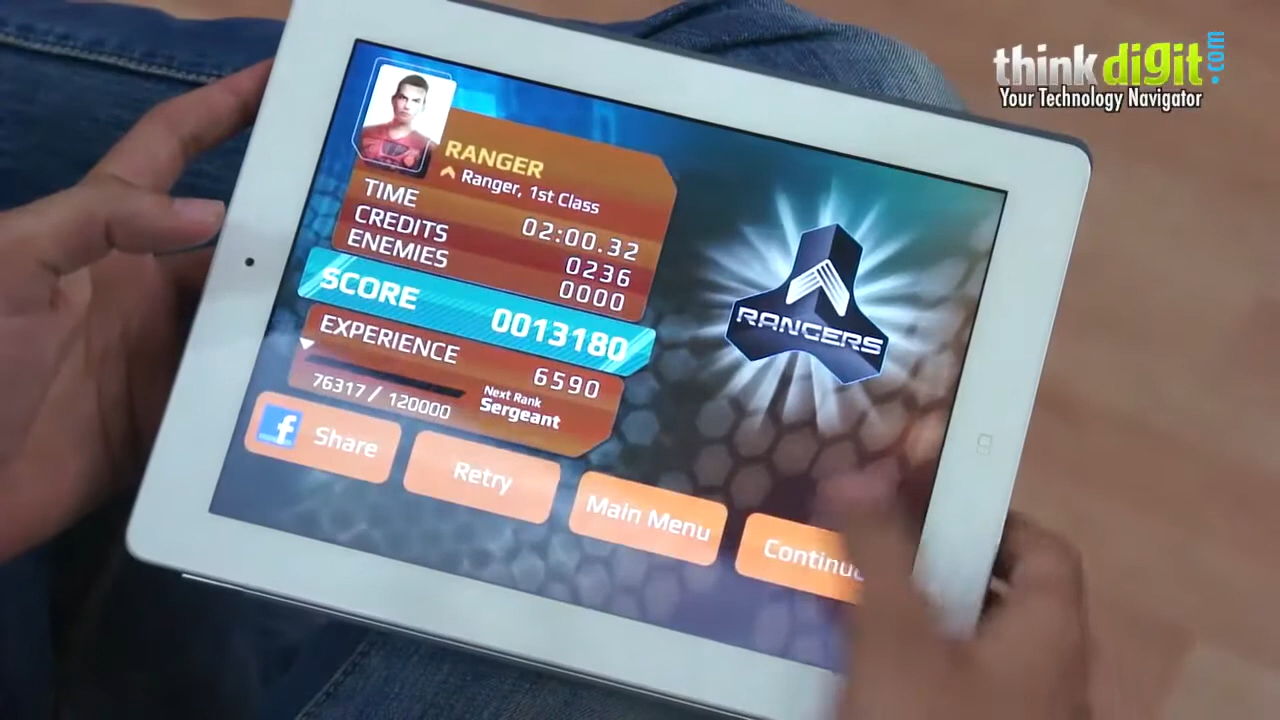 thinkdigit.com
Your Technology Navigator
RANGER
Ranger, 1st Class
TIME 02:00.32
CREDITS 0236
ENEMIES 0000
SCORE 0013180
EXPERIENCE 6590
76317 / 120000
Next Rank
Sergeant
RANGERS
f Share
Retry
Main Menu
Continue